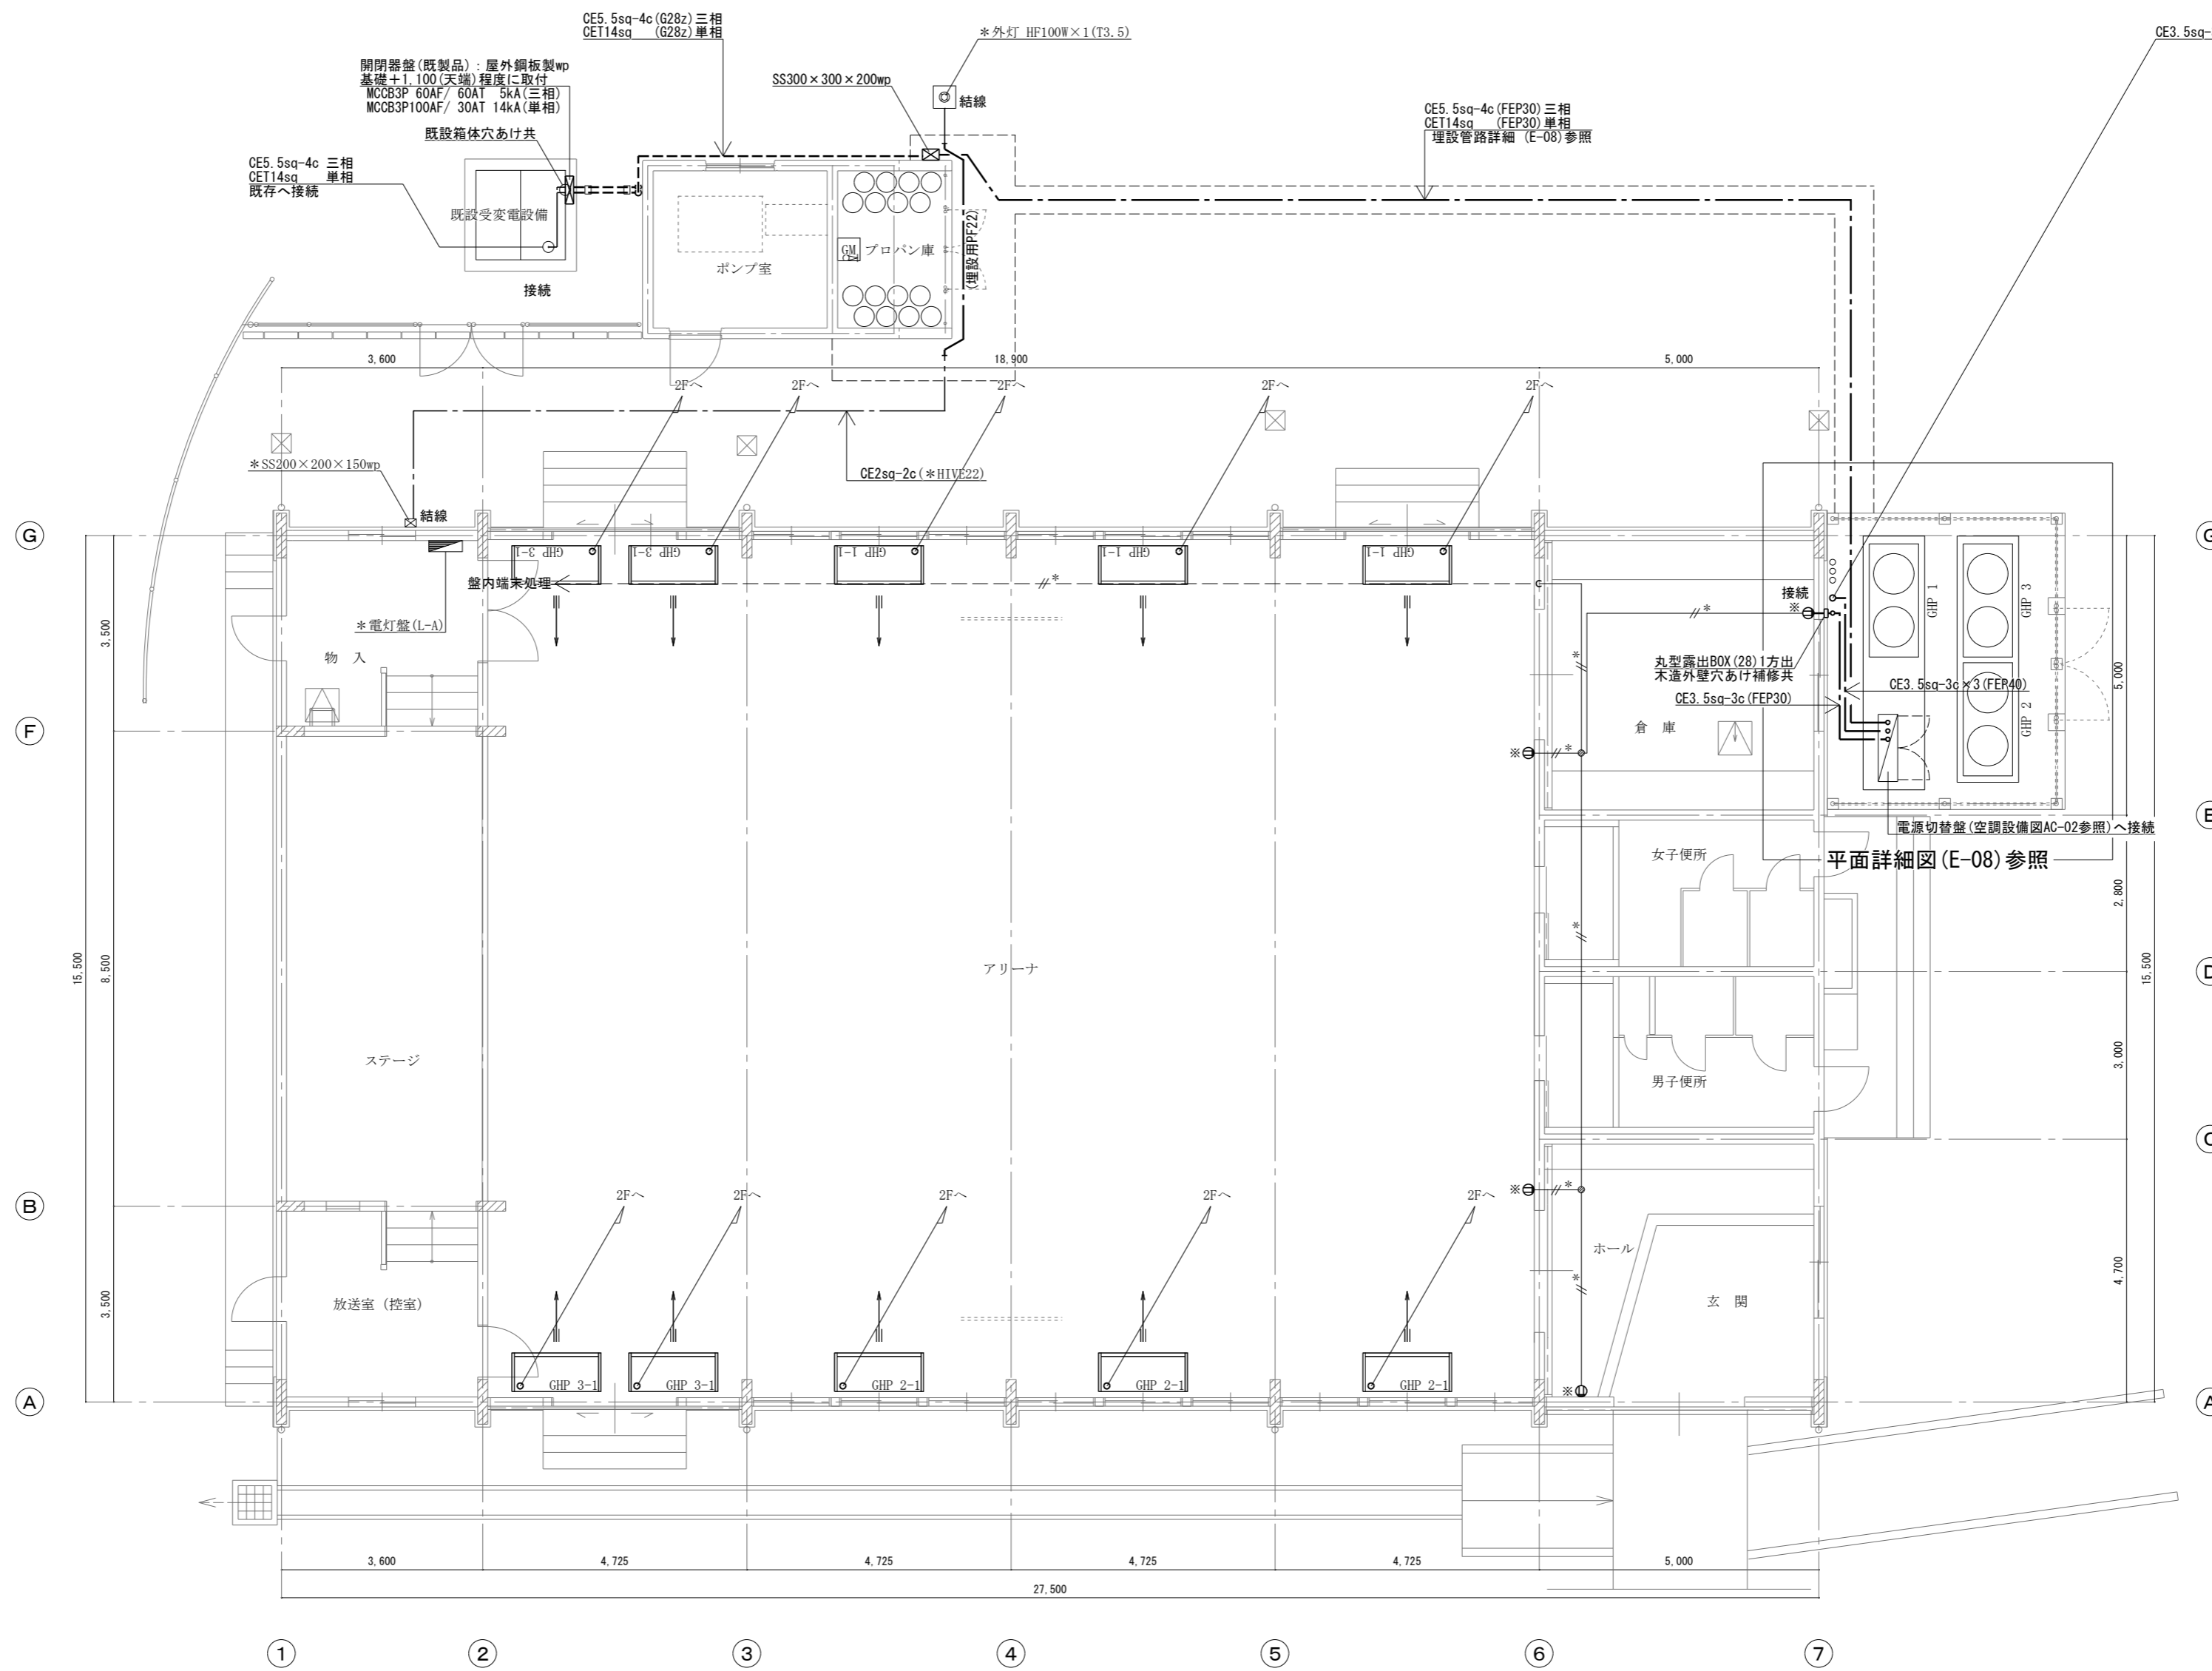 CE5.5sq-4c(G28z)三相
CET14sq (G28z)単相
＊外灯 HF100W×1(T3.5)
CE3.5sq-
開閉器盤(既製品)：屋外鋼板製wp
基礎＋1,100(天端)程度に取付
MCCB3P 60AF/ 60AT 5kA(三相)
MCCB3P100AF/ 30AT 14kA(単相)
SS300×300×200wp
結線
既設箱体穴あけ共
CE5.5sq-4c(FEP30)三相
CET14sq (FEP30)単相
埋設管路詳細 (E-08)参照
CE5.5sq-4c 三相
CET14sq 単相
既存へ接続
既設受変電設備
接続
ポンプ室
GM
プロパン庫
(埋設用PF22)
3,600
18,900
5,000
2Fへ
2Fへ
2Fへ
2Fへ
2Fへ
＊SS200×200×150wp
結線
CE2sq-2c(＊HIVE22)
G
G
GHP 3-1
GHP 3-1
GHP 1-1
GHP 1-1
GHP 1-1
盤内端末処理
＊
＊電灯盤(L-A)
物 入
3,500
接続
※
＊
＊
GHP 1
GHP 3
GHP 2
丸型露出BOX(28)1方出
木造外壁穴あけ補修共
CE3.5sq-3c×3(FEP40)
CE3.5sq-3c(FEP30)
5,000
F
倉 庫
※
＊
E
電源切替盤(空調設備図AC-02参照)へ接続
平面詳細図(E-08)参照
女子便所
2,800
＊
15,500
8,500
アリーナ
D
15,500
ステージ
男子便所
3,000
C
B
2Fへ
2Fへ
2Fへ
2Fへ
2Fへ
※
＊
ホール
＊
4,700
3,500
放送室（控室）
玄 関
GHP 3-1
GHP 3-1
GHP 2-1
GHP 2-1
GHP 2-1
※
A
A
3,600
4,725
4,725
4,725
4,725
5,000
27,500
1
2
3
4
5
6
7